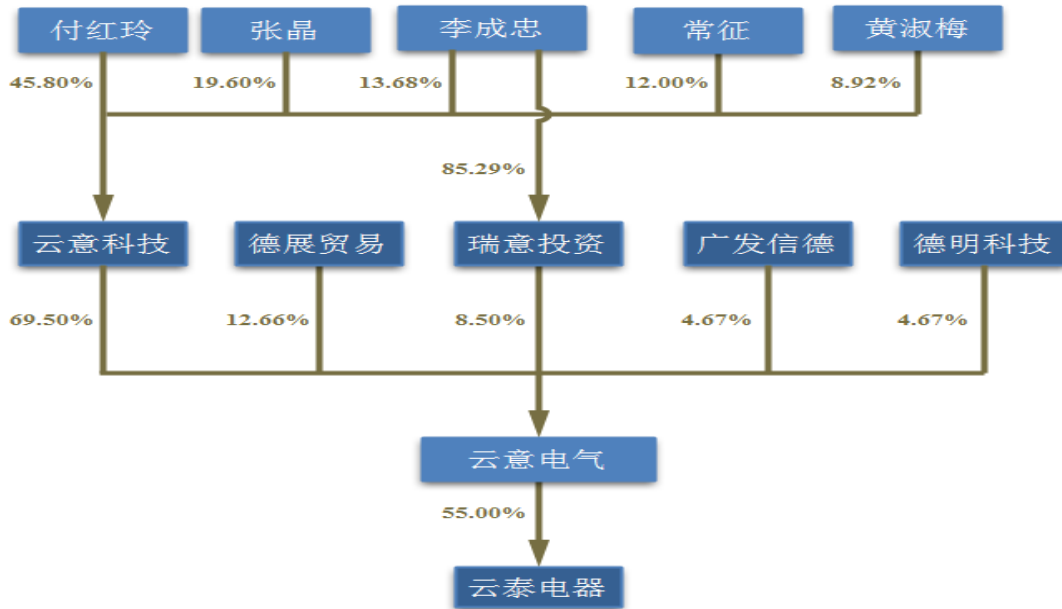 付红玲 张晶 李成忠 常征 黄淑梅
45.80% 19.60% 13.68% 12.00% 8.92%
85.29%
云意科技 德展贸易 瑞意投资 广发信德 德明科技
69.50% 12.66% 8.50% 4.67% 4.67%
云意电气
55.00%
云泰电器